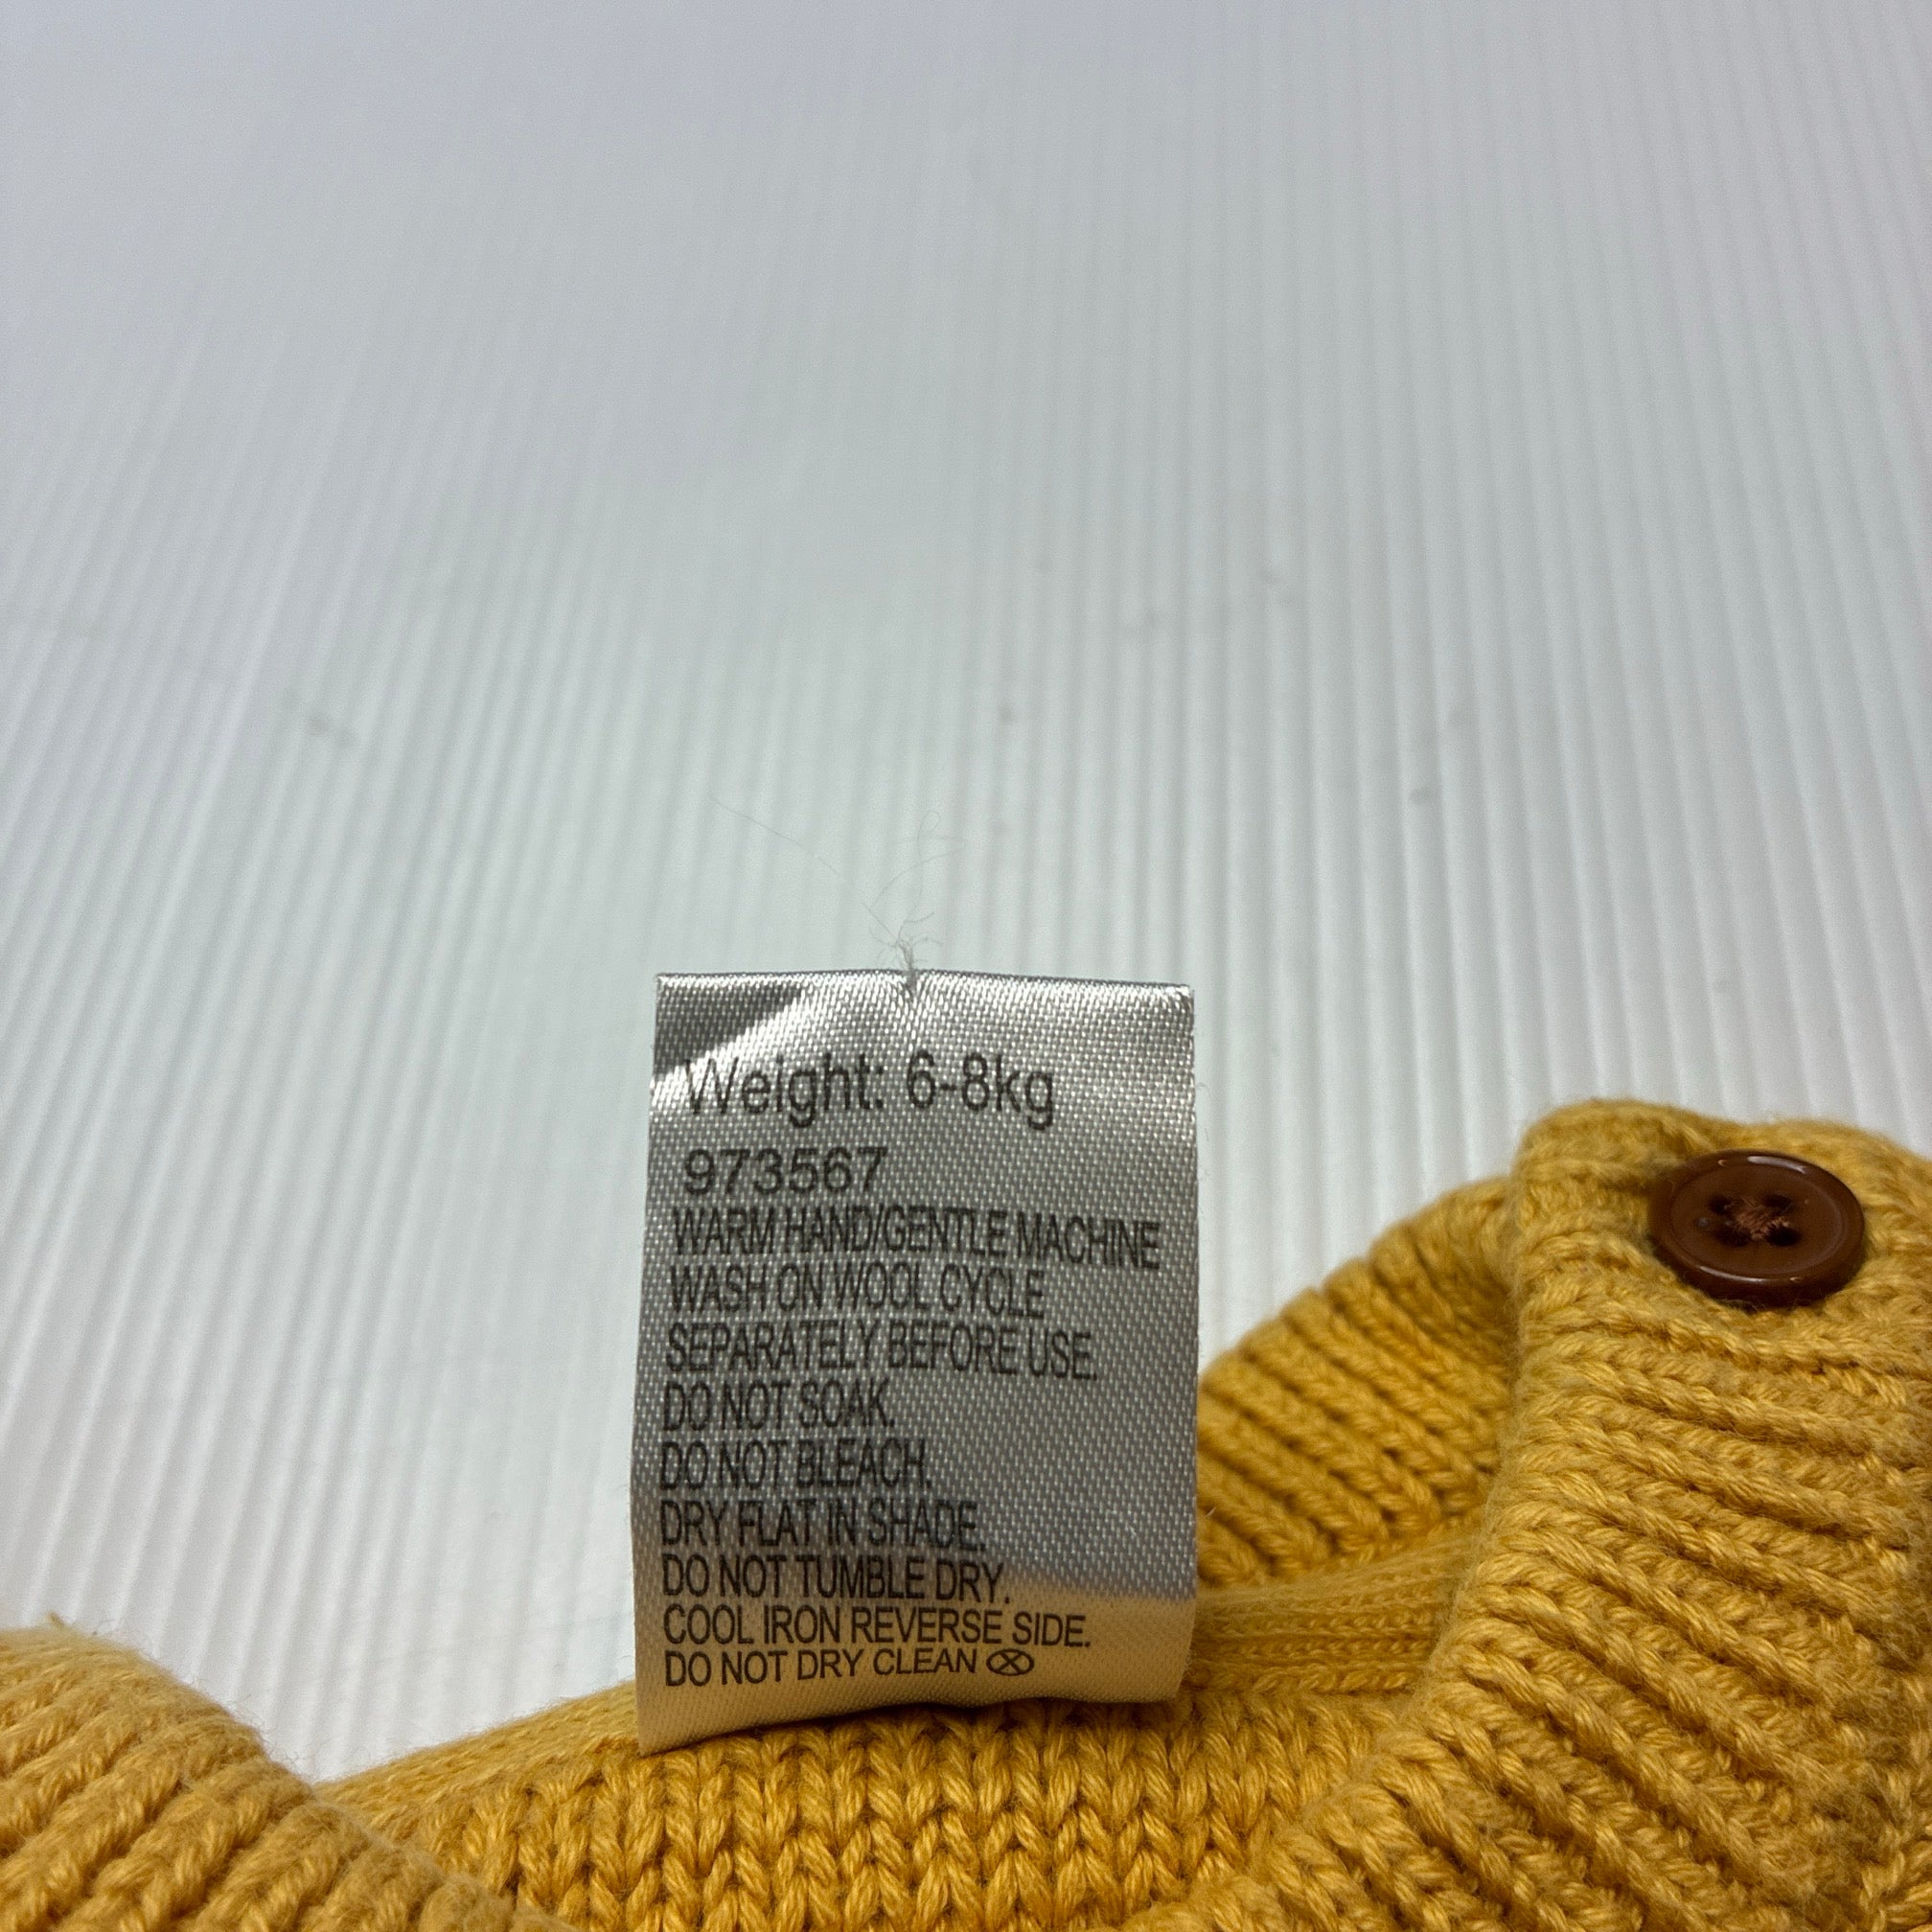 Weight: 6-8kg
973567
WARM HAND/GENTLE MACHINE
WASH ON WOOL CYCLE
SEPARATELY BEFORE USE.
DO NOT SOAK.
DO NOT BLEACH.
DRY FLAT IN SHADE.
DO NOT TUMBLE DRY.
COOL IRON REVERSE SIDE.
DO NOT DRY CLEAN